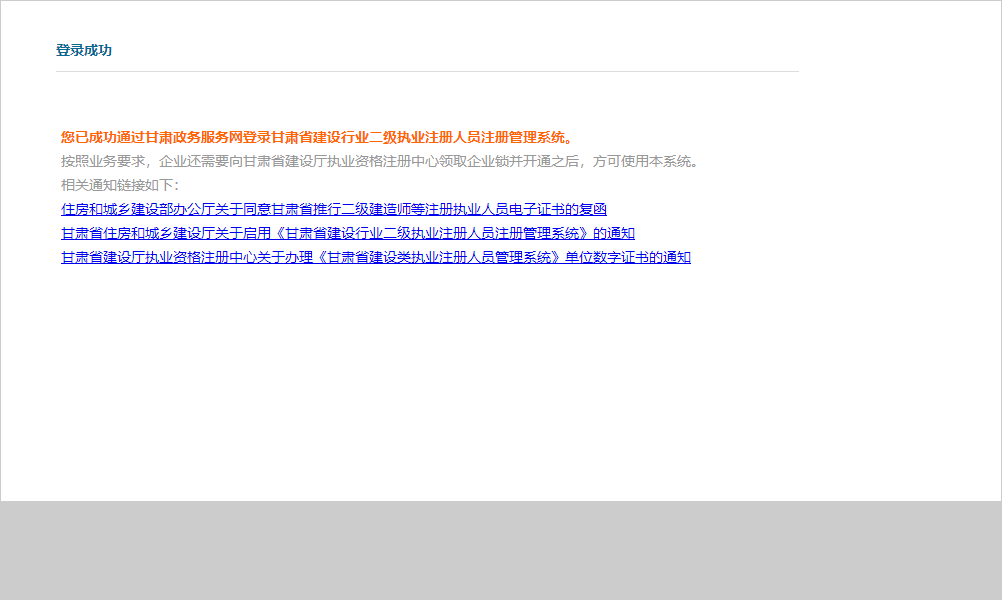 登录成功
您已成功通过甘肃政务服务网登录甘肃省建设行业二级执业注册人员注册管理系统。
按照业务要求，企业还需要向甘肃省建设厅执业资格注册中心领取企业锁并开通之后，方可使用本系统。
相关通知链接如下：
住房和城乡建设部办公厅关于同意甘肃省推行二级建造师等注册执业人员电子证书的复函
甘肃省住房和城乡建设厅关于启用《甘肃省建设行业二级执业注册人员注册管理系统》的通知
甘肃省建设厅执业资格注册中心关于办理《甘肃省建设类执业注册人员管理系统》单位数字证书的通知